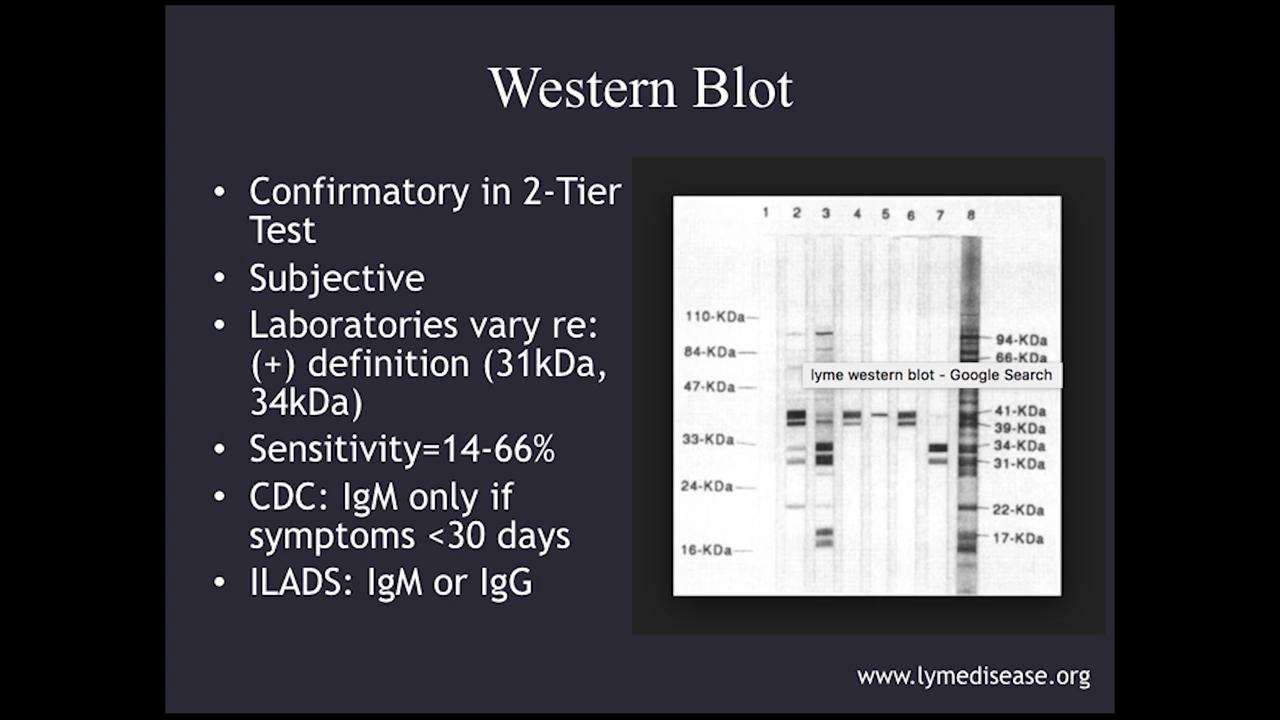 Western Blot
• Confirmatory in 2-Tier
Test
• Subjective
• Laboratories vary re:
(+) definition (31kDa,
34kDa)
• Sensitivity=14-66%
• CDC: IgM only if
symptoms <30 days
• ILADS: IgM or IgG
1 2 3 4 5 6 7 8
110-KDa
84-KDa
47-KDa
33-KDa
24-KDa
16-KDa
94-KDa
66-KDa
lyme western blot - Google Search
41-KDa
39-KDa
34-KDa
31-KDa
22-KDa
17-KDa
www.lymedisease.org